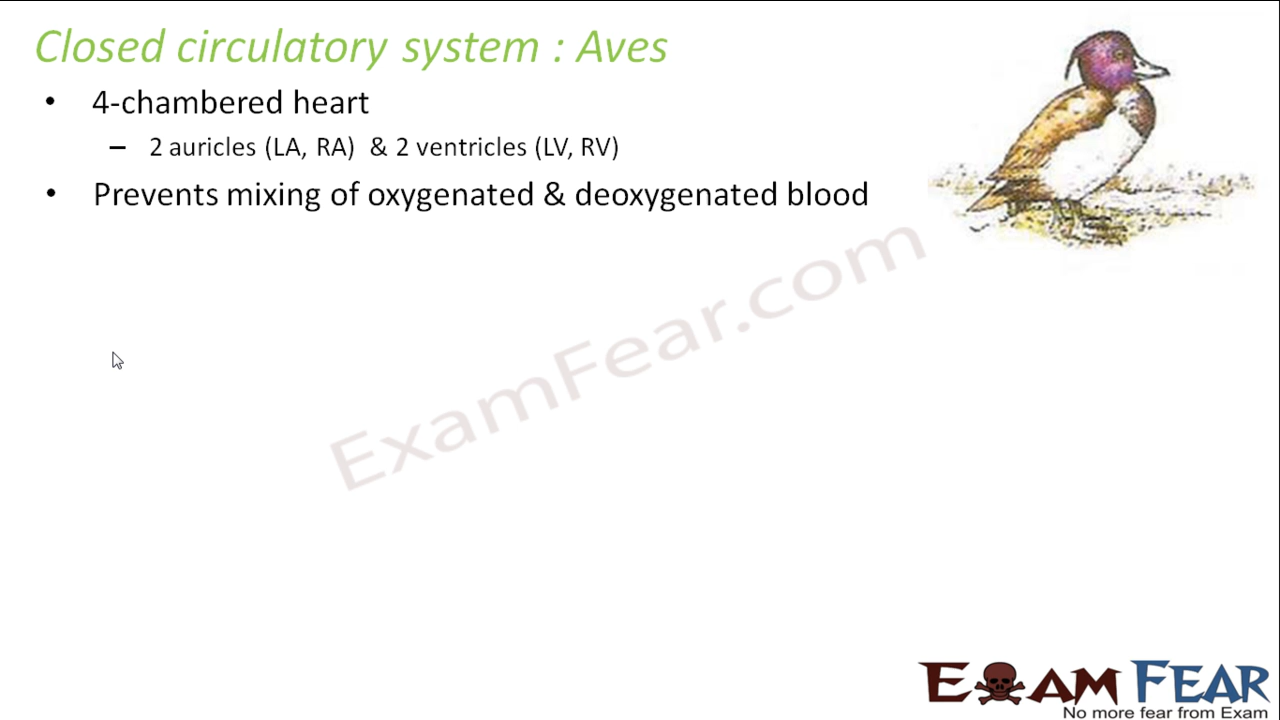 Closed circulatory system : Aves
• 4-chambered heart
– 2 auricles (LA, RA) & 2 ventricles (LV, RV)
• Prevents mixing of oxygenated & deoxygenated blood
ExamFear.com
EXAM FEAR
No more fear from Exam